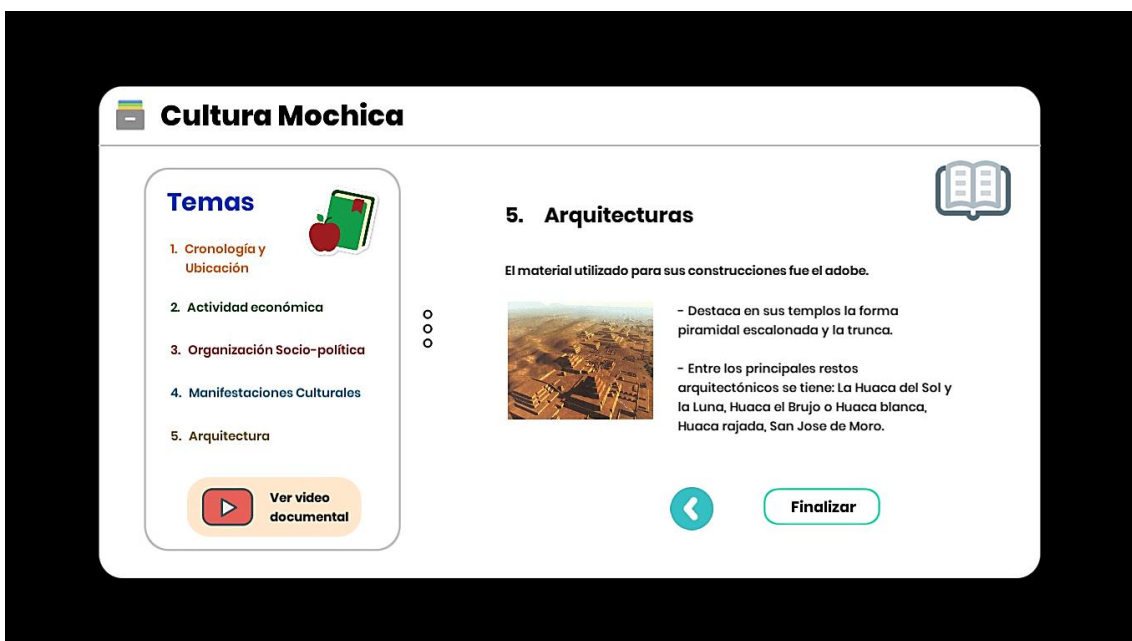 Cultura Mochica
Temas
1. Cronología y
Ubicación
2. Actividad económica
3. Organización Socio-política
4. Manifestaciones Culturales
5. Arquitectura
Ver video
documental
5. Arquitecturas
El material utilizado para sus construcciones fue el adobe.
- Destaca en sus templos la forma
piramidal escalonada y la trunca.
- Entre los principales restos
arquitectónicos se tiene: La Huaca del Sol y
la Luna, Huaca el Brujo o Huaca blanca,
Huaca rajada, San Jose de Moro.
Finalizar